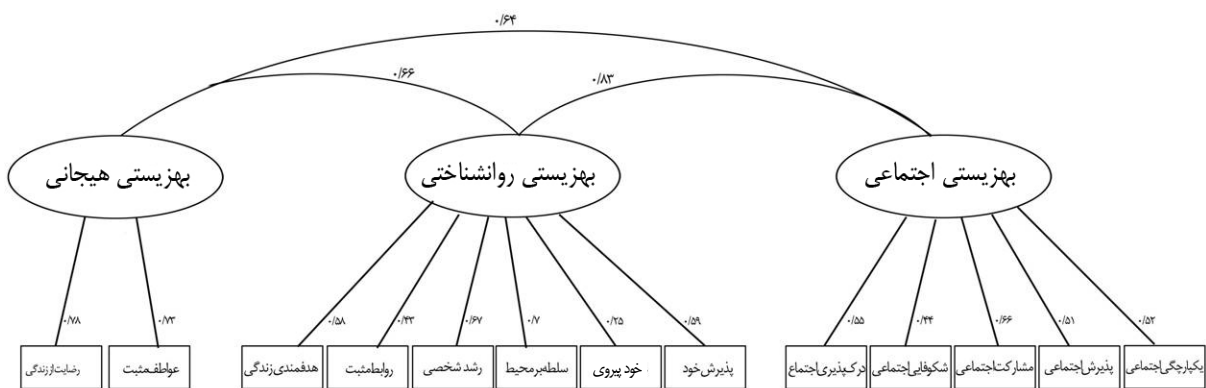 ۰/۶۴
۰/۸۳
۰/۶۶
بهزیستی اجتماعی
بهزیستی روانشناختی
بهزیستی هیجانی
۰/۵۲
۰/۵۱
۰/۶۶
۰/۴۴
۰/۵۵
۰/۵۹
۰/۲۵
۰/۷
۰/۶۷
۰/۴۳
۰/۵۸
۰/۷۳
۰/۷۸
یکپارچگی اجتماعی
پذیرش اجتماعی
مشارکت اجتماعی
شکوفایی اجتماعی
درک‌پذیری اجتماع
پذیرش خود
خود پیروی
سلطه بر محیط
رشد شخصی
روابط مثبت
هدفمندی زندگی
عواطف مثبت
رضایت از زندگی